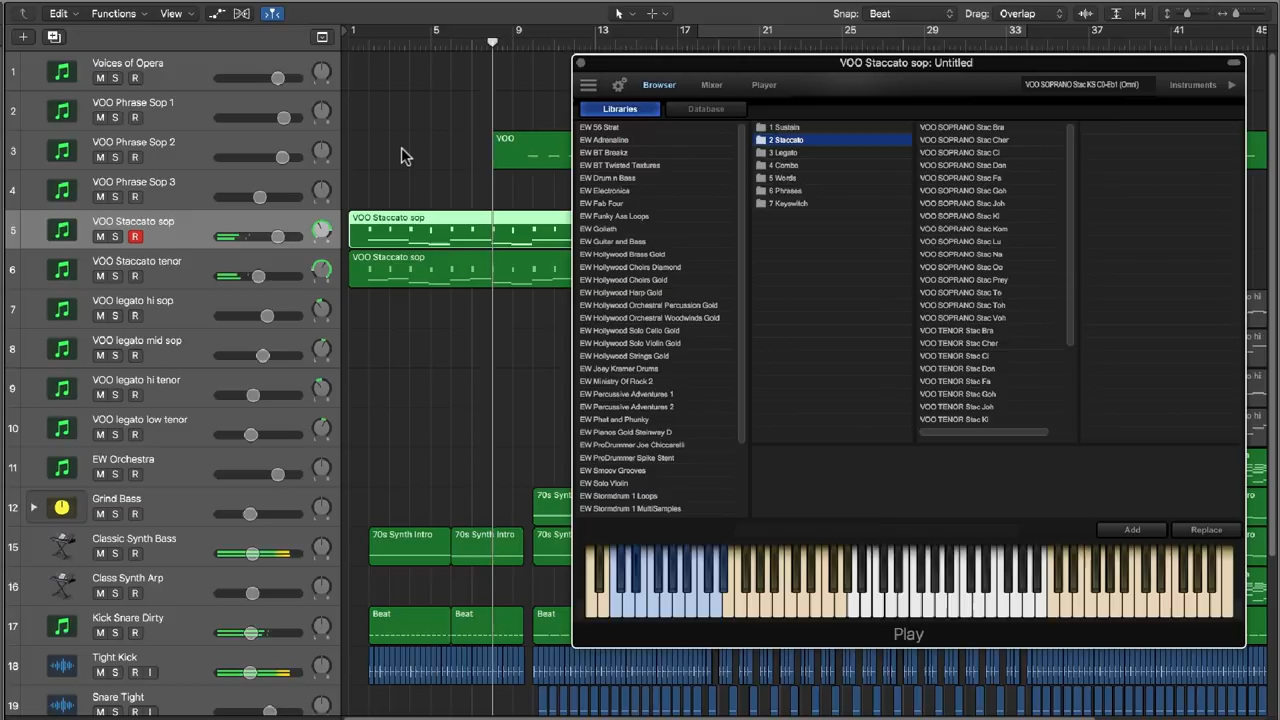 Edit Functions View Snap: Beat Drag: Overlap
1 5 9 13 17 21 25 29 33 37 41 45
1 Voices of Opera
M S R
2 VOO Phrase Sop 1
M S R
3 VOO Phrase Sop 2
M S R
VOO
4 VOO Phrase Sop 3
M S R
5 VOO Staccato sop
M S R
VOO Staccato sop
6 VOO Staccato tenor
M S R
VOO Staccato sop
7 VOO legato hi sop
M S R
8 VOO legato mid sop
M S R
9 VOO legato hi tenor
M S R
10 VOO legato low tenor
M S R
11 EW Orchestra
M S R
12 Grind Bass
M S R
70s Synt
15 Classic Synth Bass
M S R
70s Synth Intro 70s Synth Intro 70s Synt
16 Class Synth Arp
M S R
17 Kick Snare Dirty
M S R
Beat Beat Beat
18 Tight Kick
M S R I
19 Snare Tight
M S R I
VOO Staccato sop: Untitled
Browser Mixer Player VOO SOPRANO Stac KS C0-Eb1 (Omni) Instruments
Libraries Database
EW 56 Strat
EW Adrenaline
EW BT Breakz
EW BT Twisted Textures
EW Drum n Bass
EW Electronica
EW Fab Four
EW Funky Ass Loops
EW Goliath
EW Guitar and Bass
EW Hollywood Brass Gold
EW Hollywood Choirs Diamond
EW Hollywood Choirs Gold
EW Hollywood Harp Gold
EW Hollywood Orchestral Percussion Gold
EW Hollywood Orchestral Woodwinds Gold
EW Hollywood Solo Cello Gold
EW Hollywood Solo Violin Gold
EW Hollywood Strings Gold
EW Joey Kramer Drums
EW Ministry Of Rock 2
EW Percussive Adventures 1
EW Percussive Adventures 2
EW Phat and Phunky
EW Pianos Gold Steinway D
EW ProDrummer Joe Chiccarelli
EW ProDrummer Spike Stent
EW Smoov Grooves
EW Solo Violin
EW Stormdrum 1 Loops
EW Stormdrum 1 MultiSamples
1 Sustain
2 Staccato
3 Legato
4 Combo
5 Words
6 Phrases
7 Keyswitch
VOO SOPRANO Stac Bra
VOO SOPRANO Stac Cher
VOO SOPRANO Stac Ci
VOO SOPRANO Stac Don
VOO SOPRANO Stac Fa
VOO SOPRANO Stac Goh
VOO SOPRANO Stac Joh
VOO SOPRANO Stac Ki
VOO SOPRANO Stac Kom
VOO SOPRANO Stac Lu
VOO SOPRANO Stac Na
VOO SOPRANO Stac Oo
VOO SOPRANO Stac Prey
VOO SOPRANO Stac Te
VOO SOPRANO Stac Toh
VOO SOPRANO Stac Voh
VOO TENOR Stac Bra
VOO TENOR Stac Cher
VOO TENOR Stac Ci
VOO TENOR Stac Don
VOO TENOR Stac Fa
VOO TENOR Stac Goh
VOO TENOR Stac Joh
VOO TENOR Stac Ki
Add Replace
Play